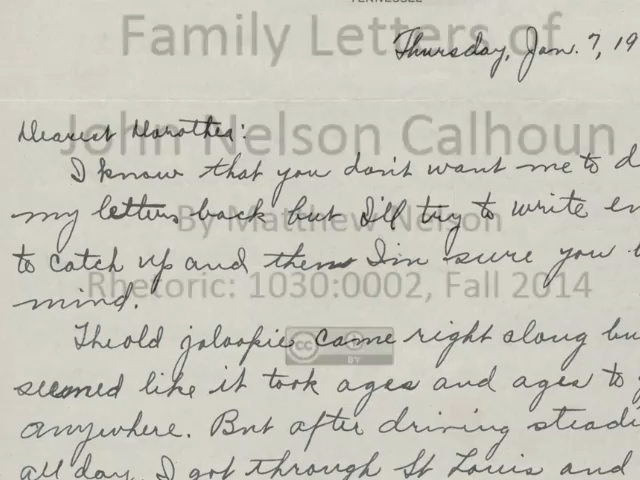 TENNESSEE
Family Letters of
Thursday, Jan. 7, 19
Dearest Dorothea:
John Nelson Calhoun
I know that you don't want me to d
my letters back but I'll try to write en
By Matthew Nelson
to catch up and then I'm sure you
mind.
Rhetoric: 1030:0002, Fall 2014
The old jaloopie came right along bu
cc BY
seemed like it took ages and ages to
anywhere. But after driving steadi
all day, I got through St Louis and